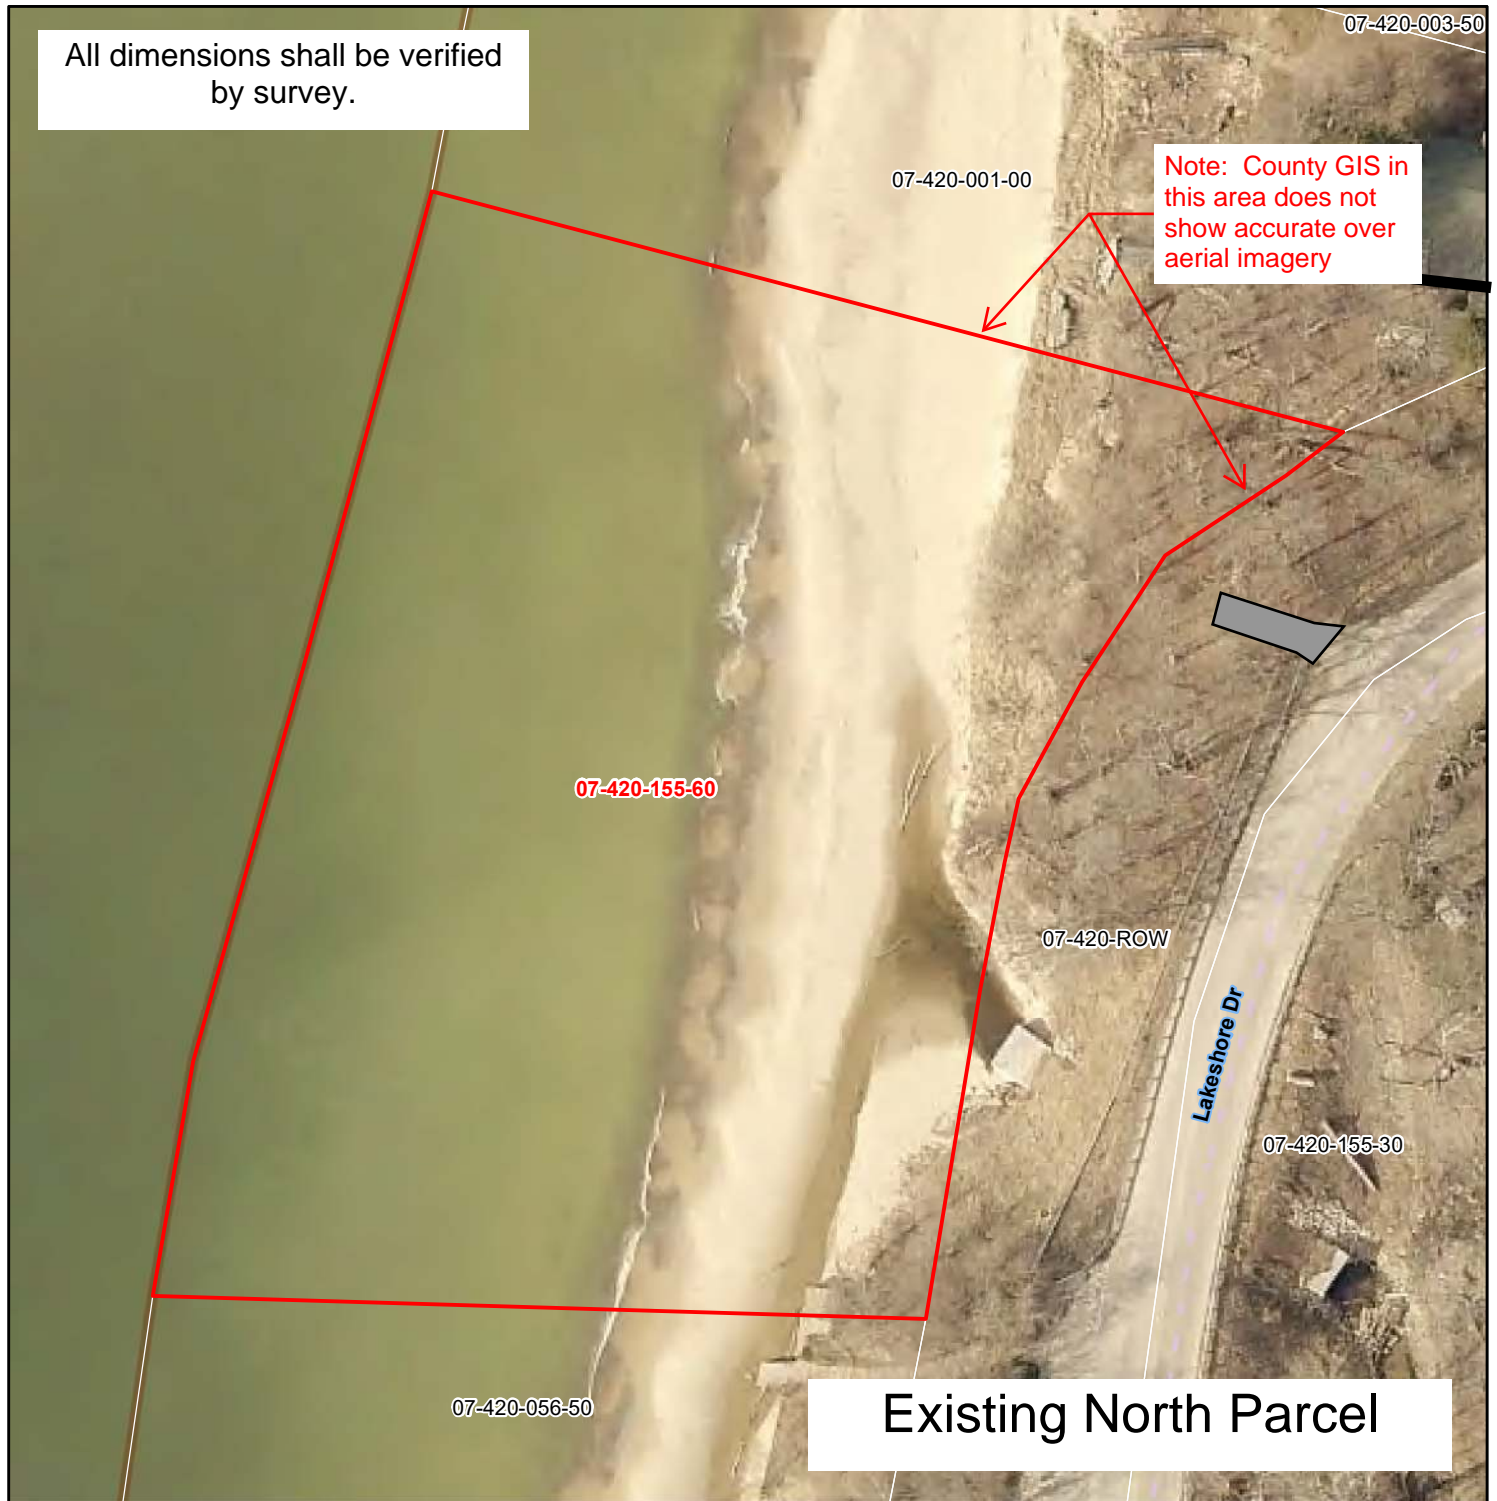 07-420-003-50
All dimensions shall be verified
by survey.
Note:  County GIS in
this area does not
show accurate over
aerial imagery
07-420-001-00
07-420-155-60
07-420-ROW
Lakeshore Dr
07-420-155-30
07-420-056-50
Existing North Parcel